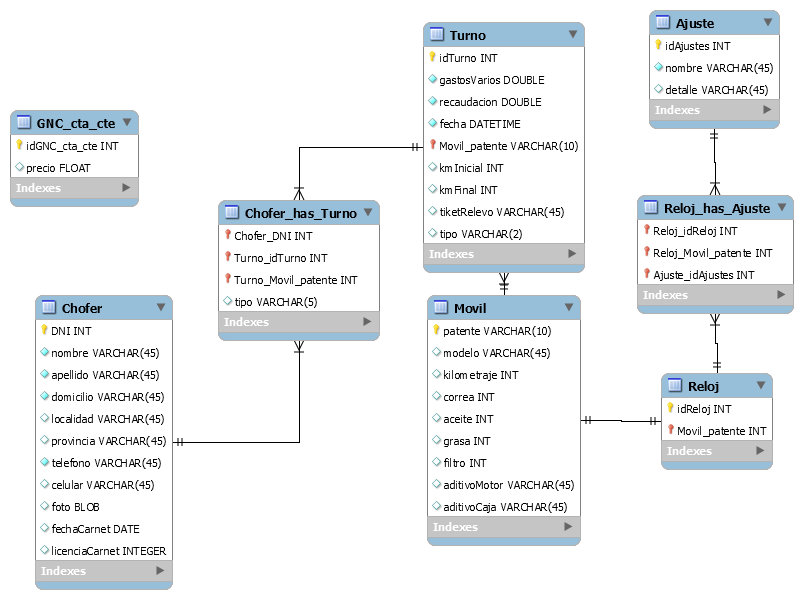 GNC_cta_cte
idGNC_cta_cte INT
precio FLOAT
Indexes
Turno
idTurno INT
gastosVarios DOUBLE
recaudacion DOUBLE
fecha DATETIME
Movil_patente VARCHAR(10)
kmInicial INT
kmFinal INT
tiketRelevo VARCHAR(45)
tipo VARCHAR(2)
Indexes
Ajuste
idAjustes INT
nombre VARCHAR(45)
detalle VARCHAR(45)
Indexes
Chofer_has_Turno
Chofer_DNI INT
Turno_idTurno INT
Turno_Movil_patente INT
tipo VARCHAR(5)
Indexes
Reloj_has_Ajuste
Reloj_idReloj INT
Reloj_Movil_patente INT
Ajuste_idAjustes INT
Indexes
Chofer
DNI INT
nombre VARCHAR(45)
apellido VARCHAR(45)
domicilio VARCHAR(45)
localidad VARCHAR(45)
provincia VARCHAR(45)
telefono VARCHAR(45)
celular VARCHAR(45)
foto BLOB
fechaCarnet DATE
licenciaCarnet INTEGER
Indexes
Movil
patente VARCHAR(10)
modelo VARCHAR(45)
kilometraje INT
correa INT
aceite INT
grasa INT
filtro INT
aditivoMotor VARCHAR(45)
aditivoCaja VARCHAR(45)
Indexes
Reloj
idReloj INT
Movil_patente INT
Indexes